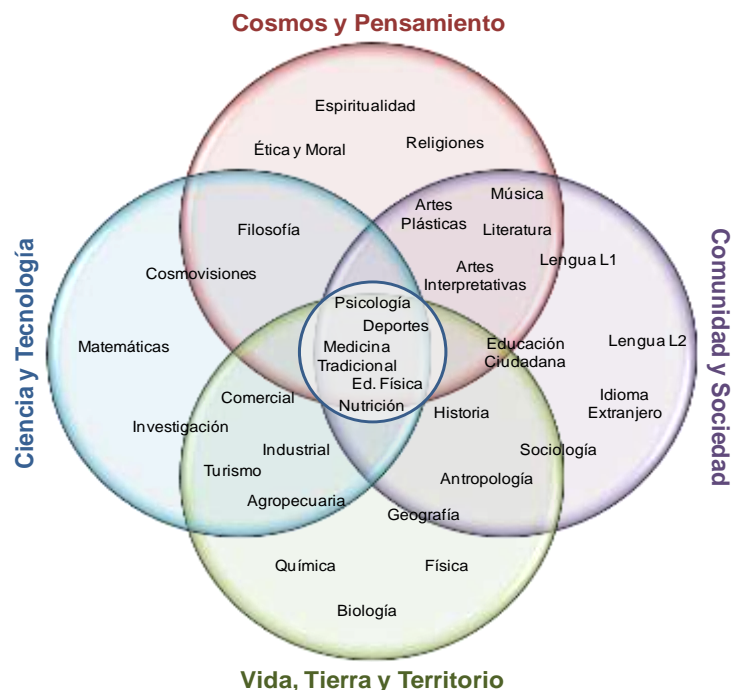 Cosmos y Pensamiento
Espiritualidad
Ética y Moral
Religiones
Música
Artes
Plásticas
Filosofía
Literatura
Cosmovisiones
Artes
Interpretativas
Lengua L1
Ciencia y Tecnología
Comunidad y Sociedad
Psicología
Deportes
Medicina
Tradicional
Ed. Física
Nutrición
Matemáticas
Educación
Ciudadana
Lengua L2
Idioma
Extranjero
Comercial
Investigación
Industrial
Turismo
Agropecuaria
Historia
Sociología
Antropología
Geografía
Química
Física
Biología
Vida, Tierra y Territorio